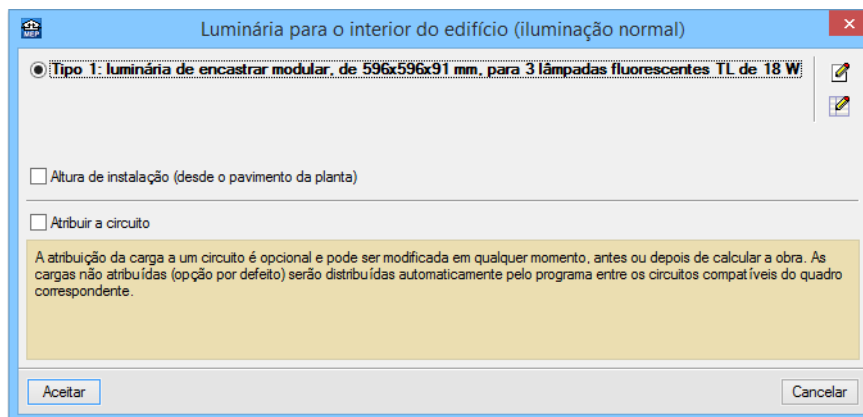 MEP
Luminária para o interior do edifício (iluminação normal)
Tipo 1: luminária de encastrar modular, de 596x596x91 mm, para 3 lâmpadas fluorescentes TL de 18 W
Altura de instalação (desde o pavimento da planta)
Atribuir a circuito
A atribuição da carga a um circuito é opcional e pode ser modificada em qualquer momento, antes ou depois de calcular a obra. As
cargas não atribuídas (opção por defeito) serão distribuídas automaticamente pelo programa entre os circuitos compatíveis do quadro
correspondente.
Aceitar
Cancelar